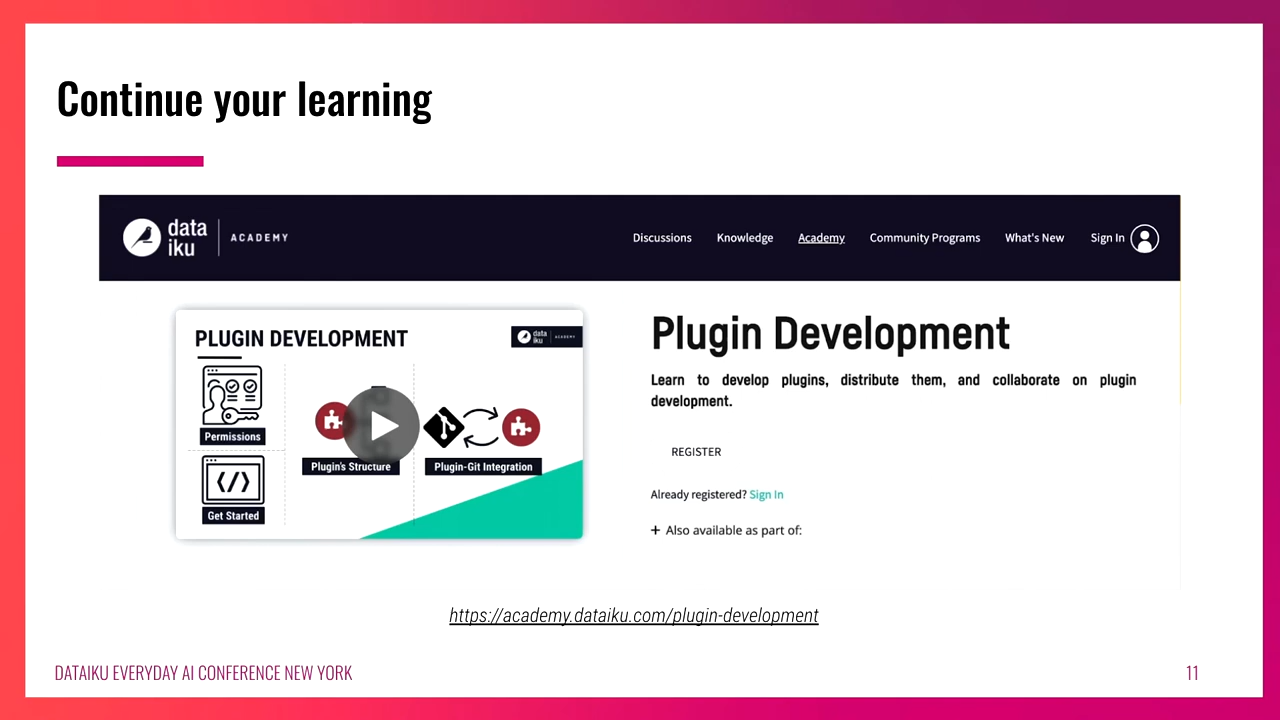 Continue your learning
data
iku
ACADEMY
Discussions
Knowledge
Academy
Community Programs
What's New
Sign In
PLUGIN DEVELOPMENT
data
iku
ACADEMY
Permissions
Plugin's Structure
Plugin-Git Integration
</>
Get Started
Plugin Development
Learn to develop plugins, distribute them, and collaborate on plugin
development.
REGISTER
Already registered? Sign In
+ Also available as part of:
https://academy.dataiku.com/plugin-development
DATAIKU EVERYDAY AI CONFERENCE NEW YORK
11